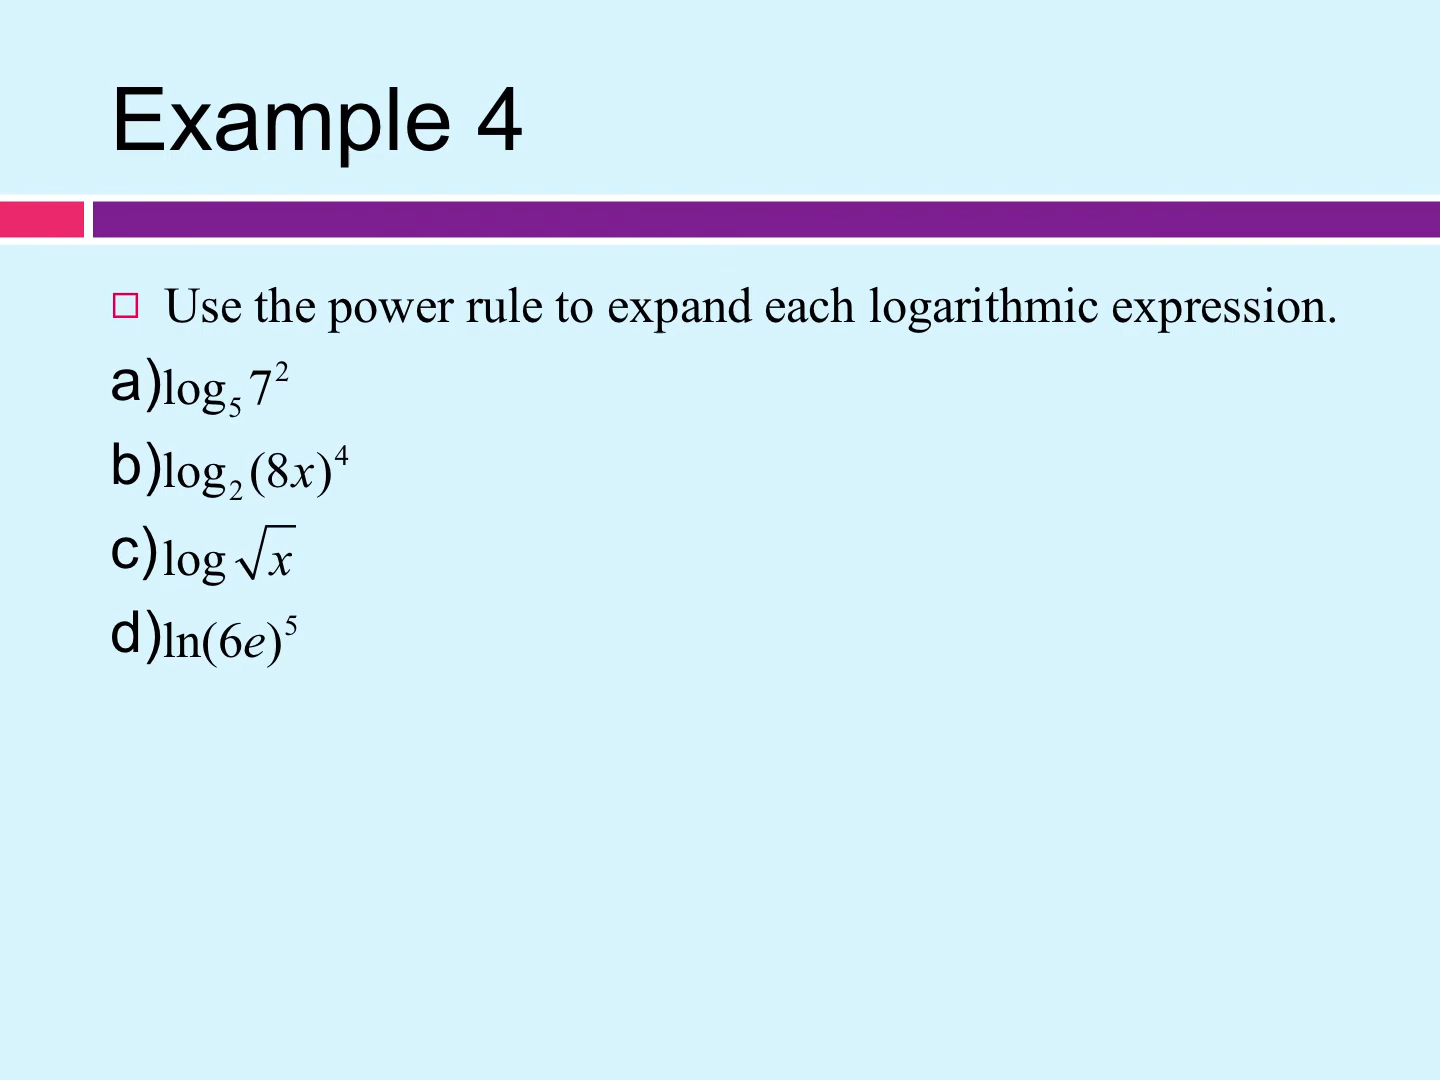 Example 4
Use the power rule to expand each logarithmic expression.
a) log₅ 7²
b) log₂ (8x)⁴
c) log √x
d) ln(6e)⁵